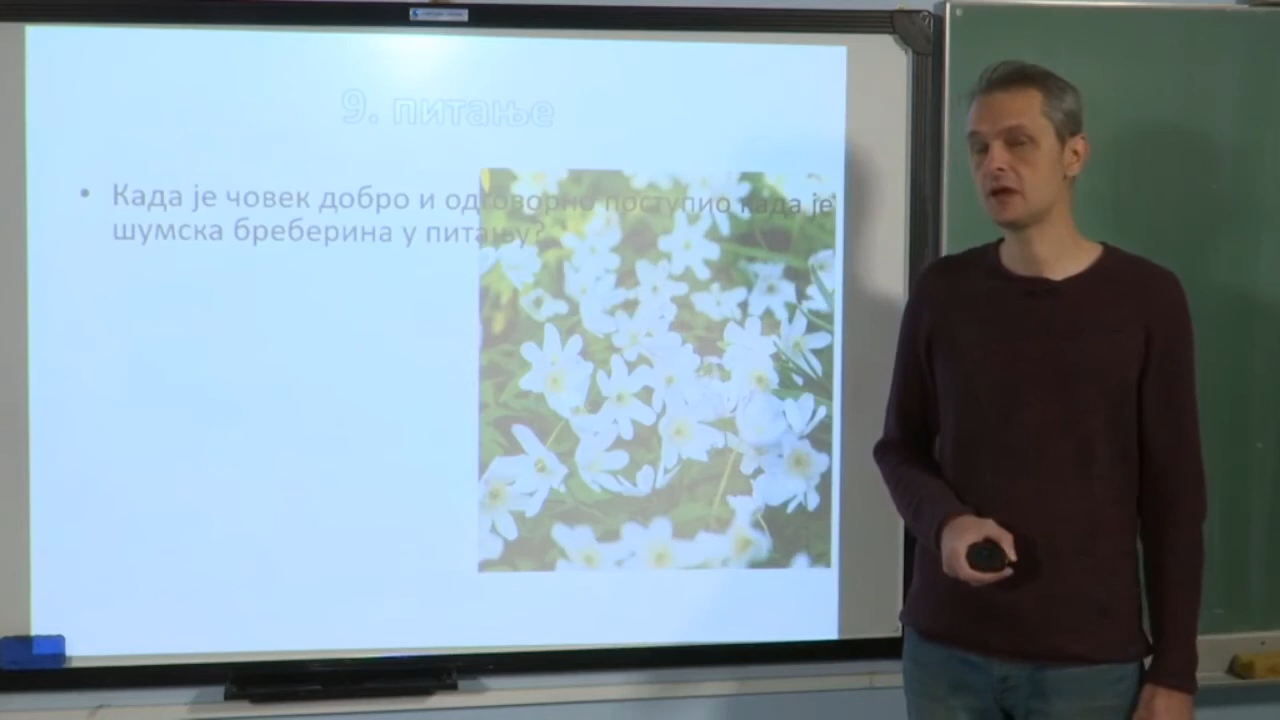 9. питање
• Када је човек добро и одговорно поступио када је
шумска бреберина у питању?